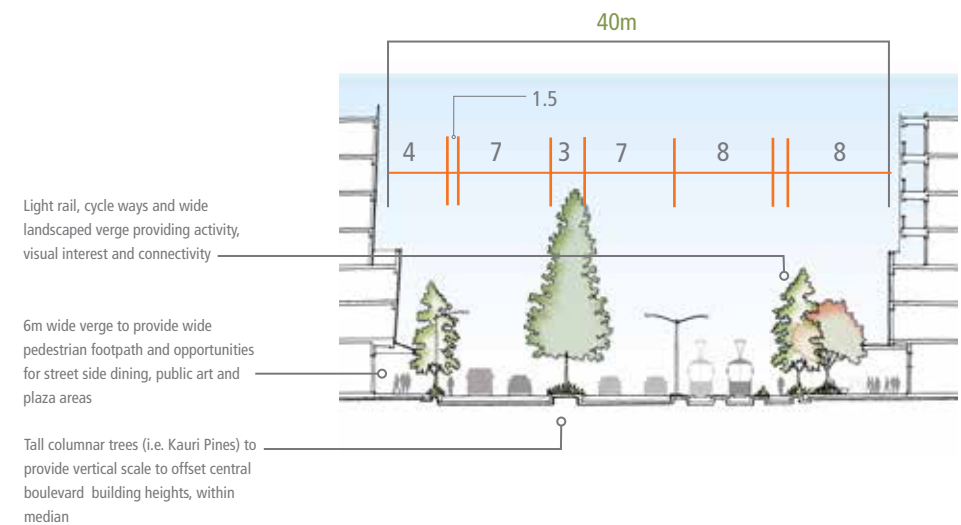 40m
1.5
4 7 3 7 8 8
Light rail, cycle ways and wide
landscaped verge providing activity,
visual interest and connectivity
6m wide verge to provide wide
pedestrian footpath and opportunities
for street side dining, public art and
plaza areas
Tall columnar trees (i.e. Kauri Pines) to
provide vertical scale to offset central
boulevard building heights, within
median